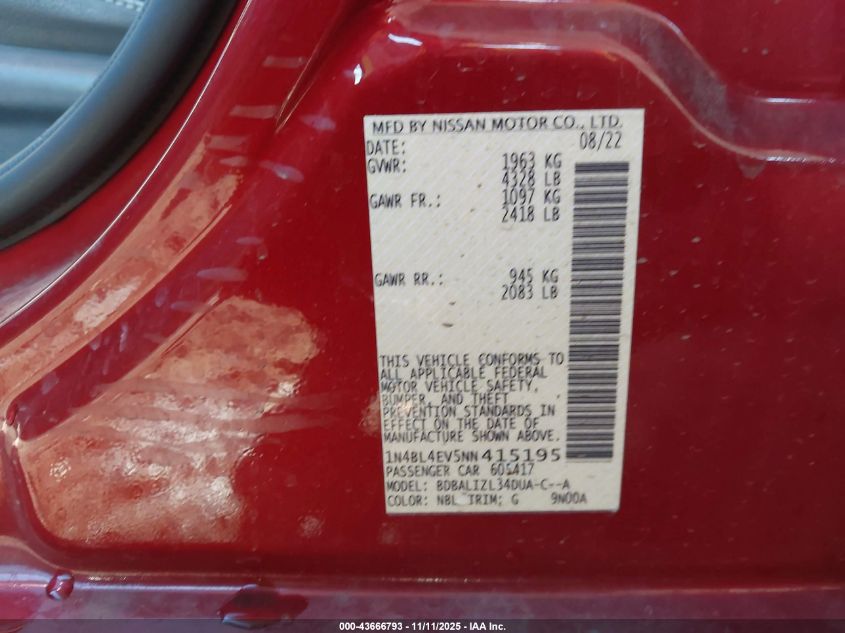 MFD BY NISSAN MOTOR CO., LTD.
DATE: 08/22
GVWR: 1963 KG
4328 LB
GAWR FR.: 1097 KG
2418 LB
GAWR RR.: 945 KG
2083 LB
THIS VEHICLE CONFORMS TO
ALL APPLICABLE FEDERAL
MOTOR VEHICLE SAFETY,
BUMPER, AND THEFT
PREVENTION STANDARDS IN
EFFECT ON THE DATE OF
MANUFACTURE SHOWN ABOVE.
1N4BL4EV5NN415195
PASSENGER CAR 605417
MODEL: BDBALIZL34DUA-C--A
COLOR: NBL TRIM; G 9N00A
000-43666793 - 11/11/2025 - IAA Inc.